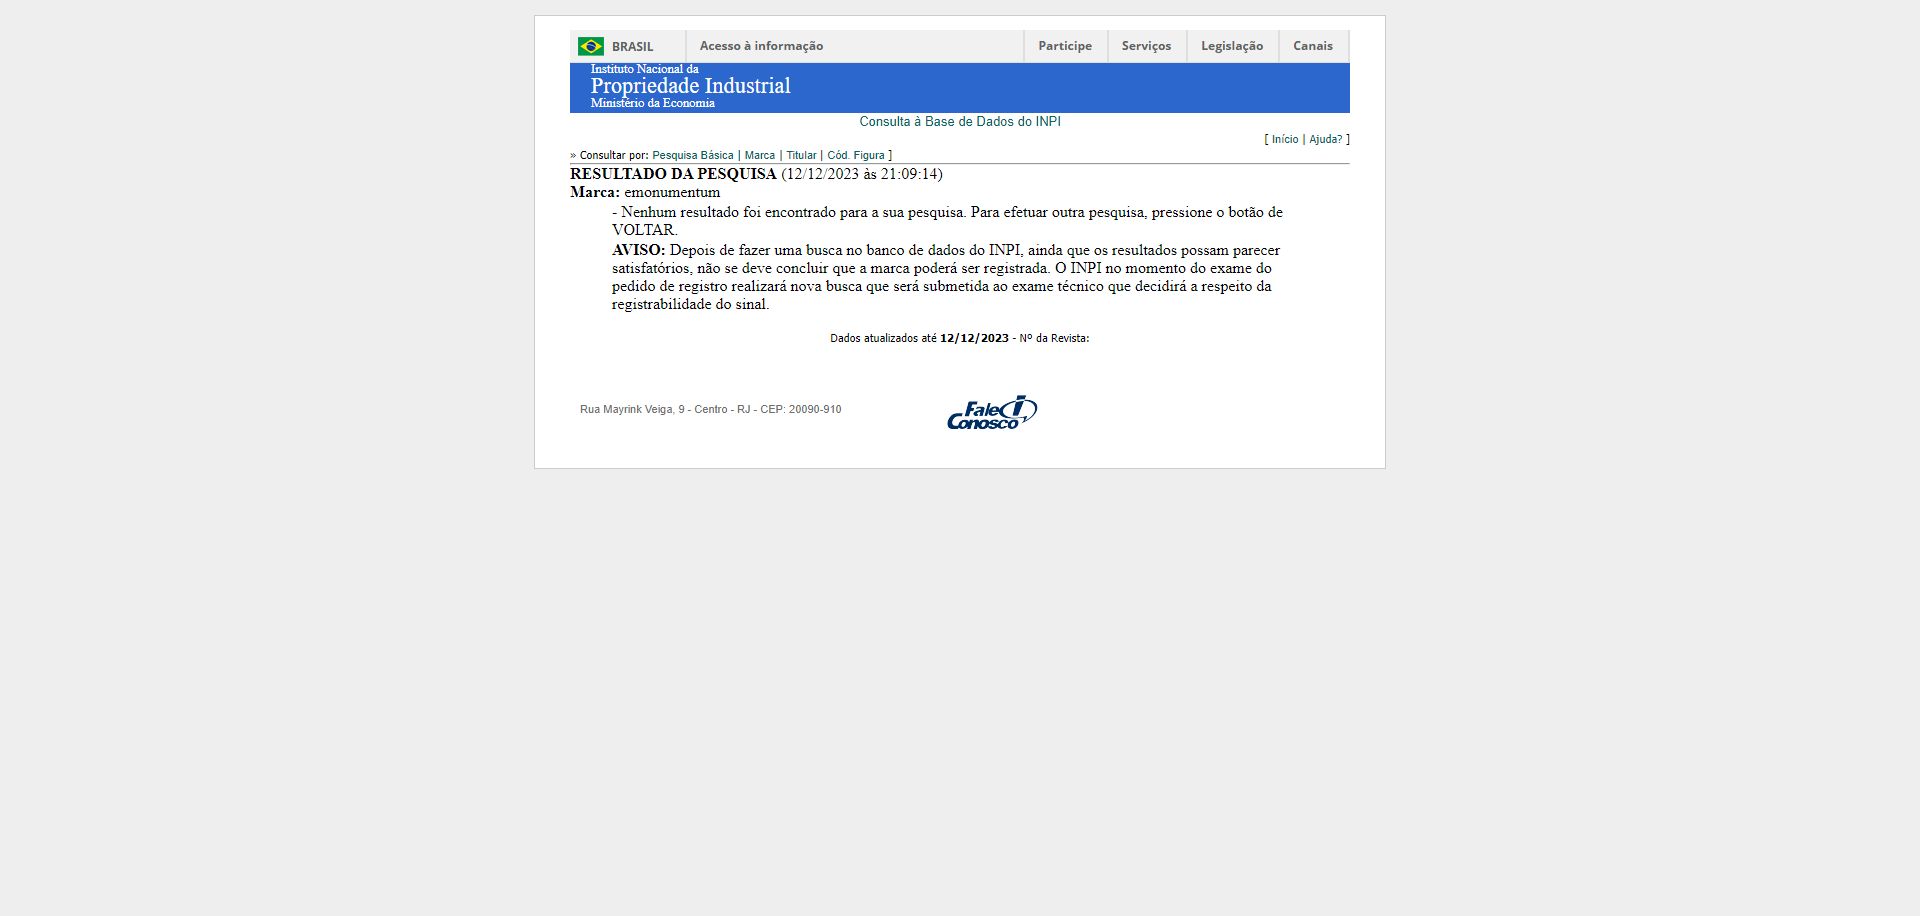 BRASIL
Acesso à informação
Participe
Serviços
Legislação
Canais
Instituto Nacional da
Propriedade Industrial
Ministério da Economia
Consulta à Base de Dados do INPI
[ Início | Ajuda? ]
» Consultar por: Pesquisa Básica | Marca | Titular | Cód. Figura ]
RESULTADO DA PESQUISA (12/12/2023 às 21:09:14)
Marca: emonumentum
- Nenhum resultado foi encontrado para a sua pesquisa. Para efetuar outra pesquisa, pressione o botão de
VOLTAR.
AVISO: Depois de fazer uma busca no banco de dados do INPI, ainda que os resultados possam parecer
satisfatórios, não se deve concluir que a marca poderá ser registrada. O INPI no momento do exame do
pedido de registro realizará nova busca que será submetida ao exame técnico que decidirá a respeito da
registrabilidade do sinal.
Dados atualizados até 12/12/2023 - Nº da Revista:
Rua Mayrink Veiga, 9 - Centro - RJ - CEP: 20090-910
Fale
Conosco